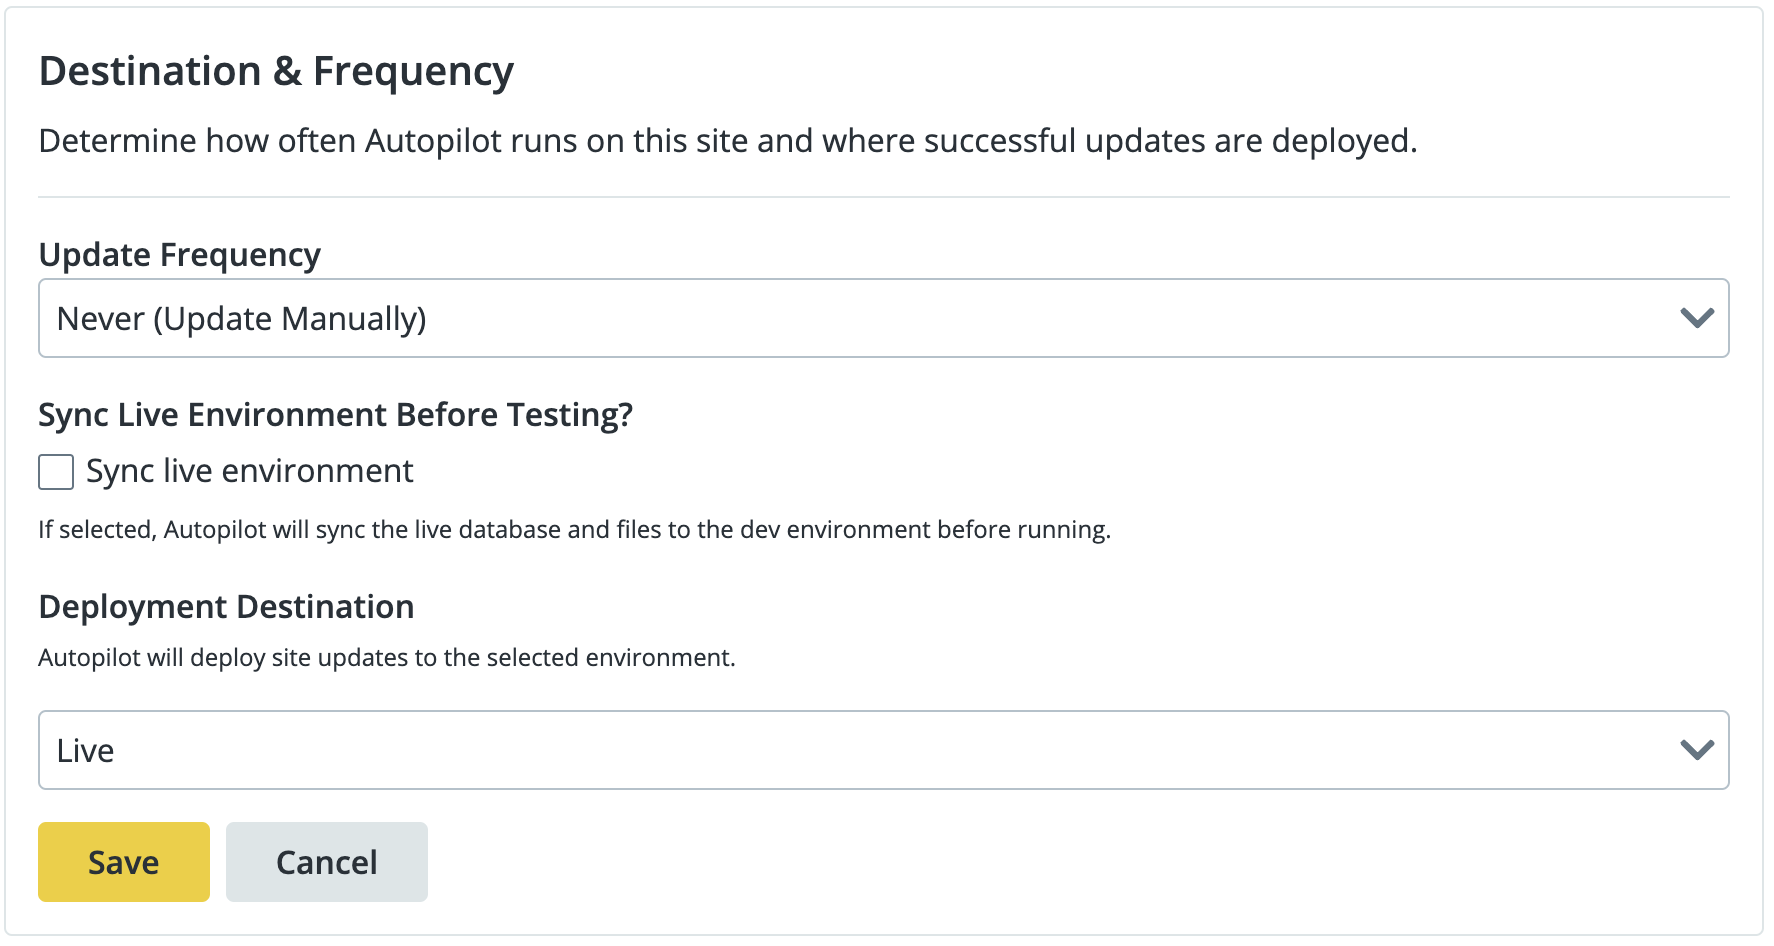 Destination & Frequency
Determine how often Autopilot runs on this site and where successful updates are deployed.
Update Frequency
Never (Update Manually)
Sync Live Environment Before Testing?
Sync live environment
If selected, Autopilot will sync the live database and files to the dev environment before running.
Deployment Destination
Autopilot will deploy site updates to the selected environment.
Live
Save Cancel